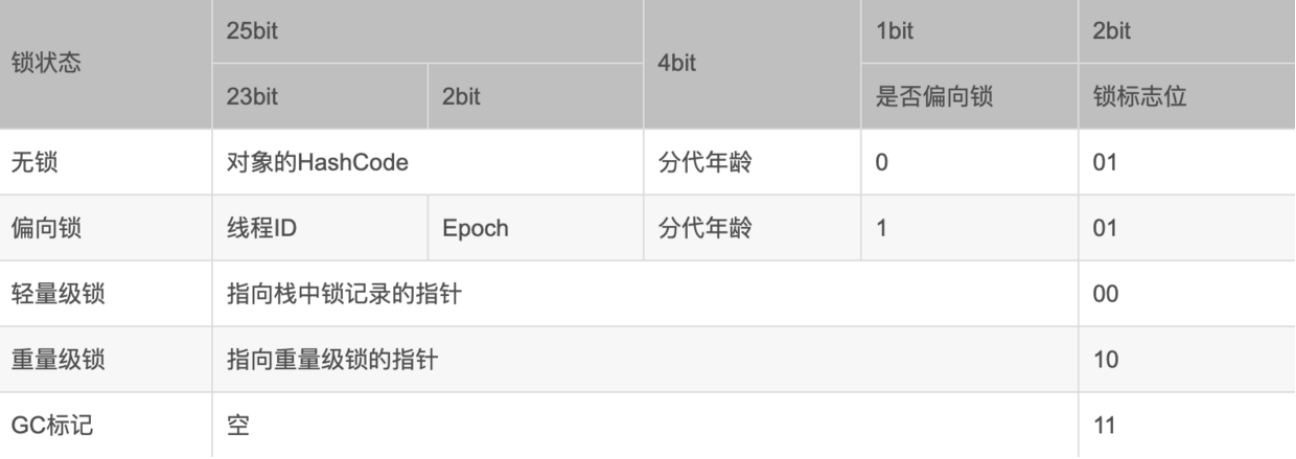 锁状态 25bit 4bit 1bit 2bit
23bit 2bit 是否偏向锁 锁标志位
无锁 对象的HashCode 分代年龄 0 01
偏向锁 线程ID Epoch 分代年龄 1 01
轻量级锁 指向栈中锁记录的指针 00
重量级锁 指向重量级锁的指针 10
GC标记 空 11